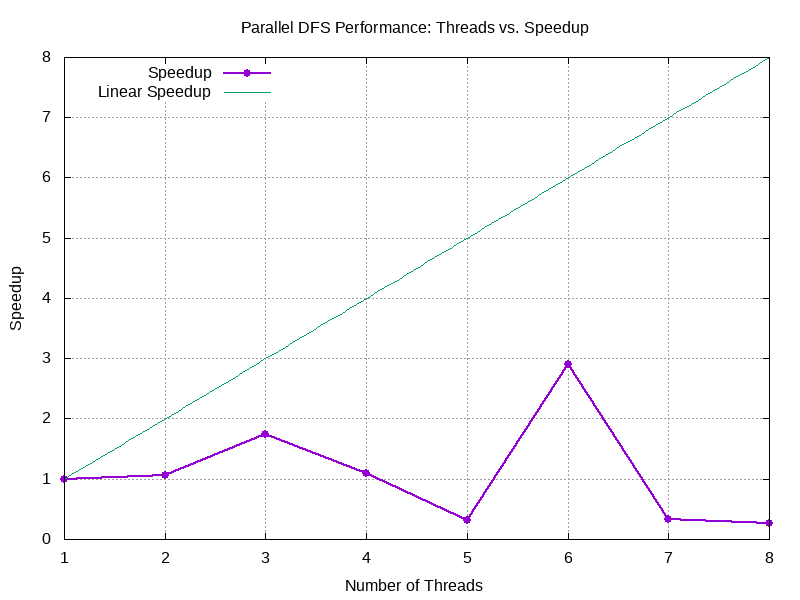 Parallel DFS Performance: Threads vs. Speedup
Speedup
Linear Speedup
8
7
6
5
4
3
2
1
0
Speedup
1 2 3 4 5 6 7 8
Number of Threads